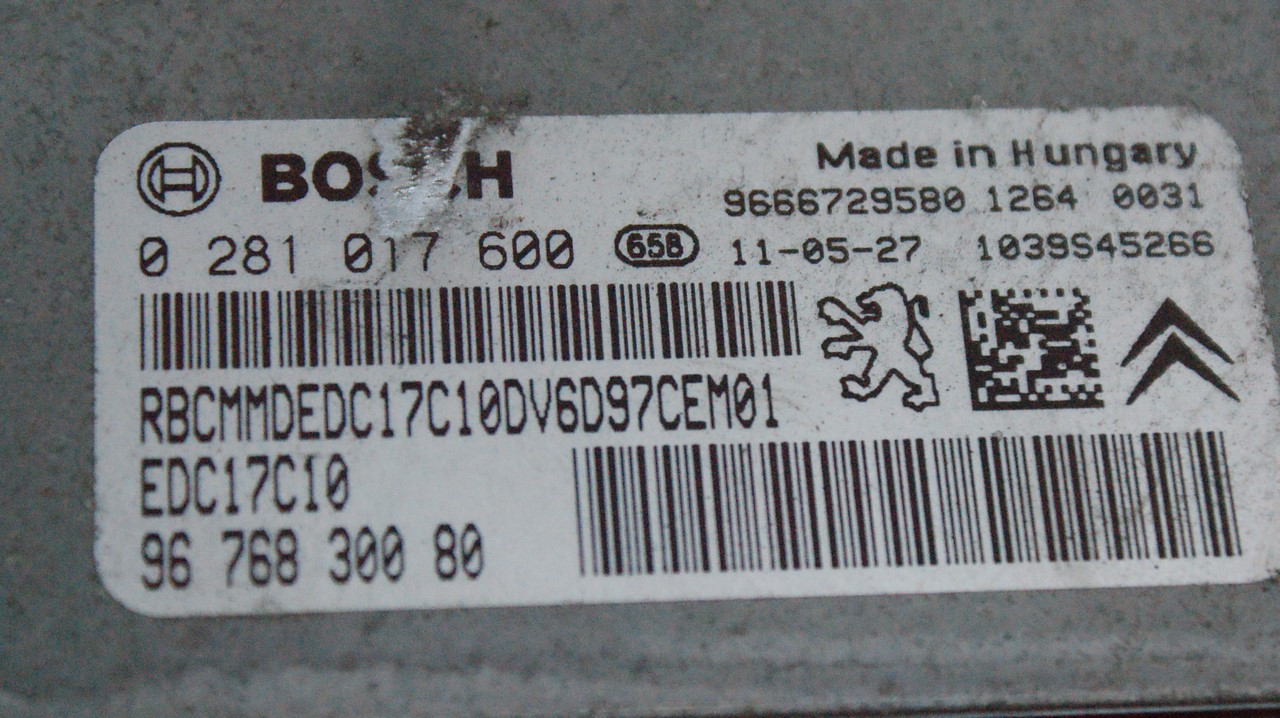 BOSCH
Made in Hungary
9666729580 1264 0031
0 281 017 600 658 11-05-27 1039S45266
RBCMMDEDC17C10DV6D97CEM01
EDC17C10
96 768 300 80